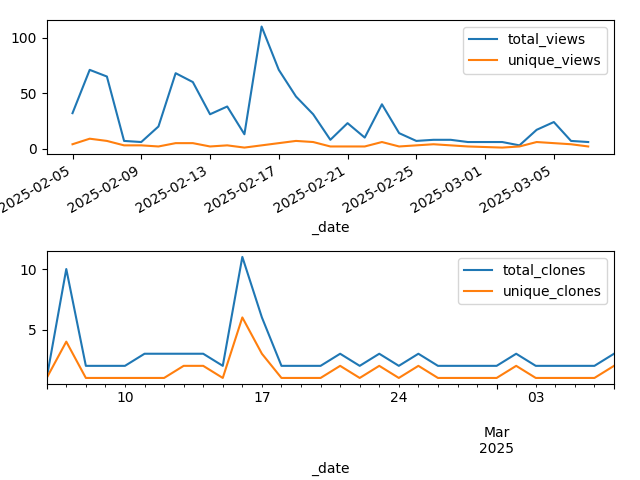 100
50
0
total_views
unique_views
2025-02-05
2025-02-09
2025-02-13
2025-02-17
2025-02-21
2025-02-25
2025-03-01
2025-03-05
_date
10
5
total_clones
unique_clones
10
17
24
03
Mar
2025
_date